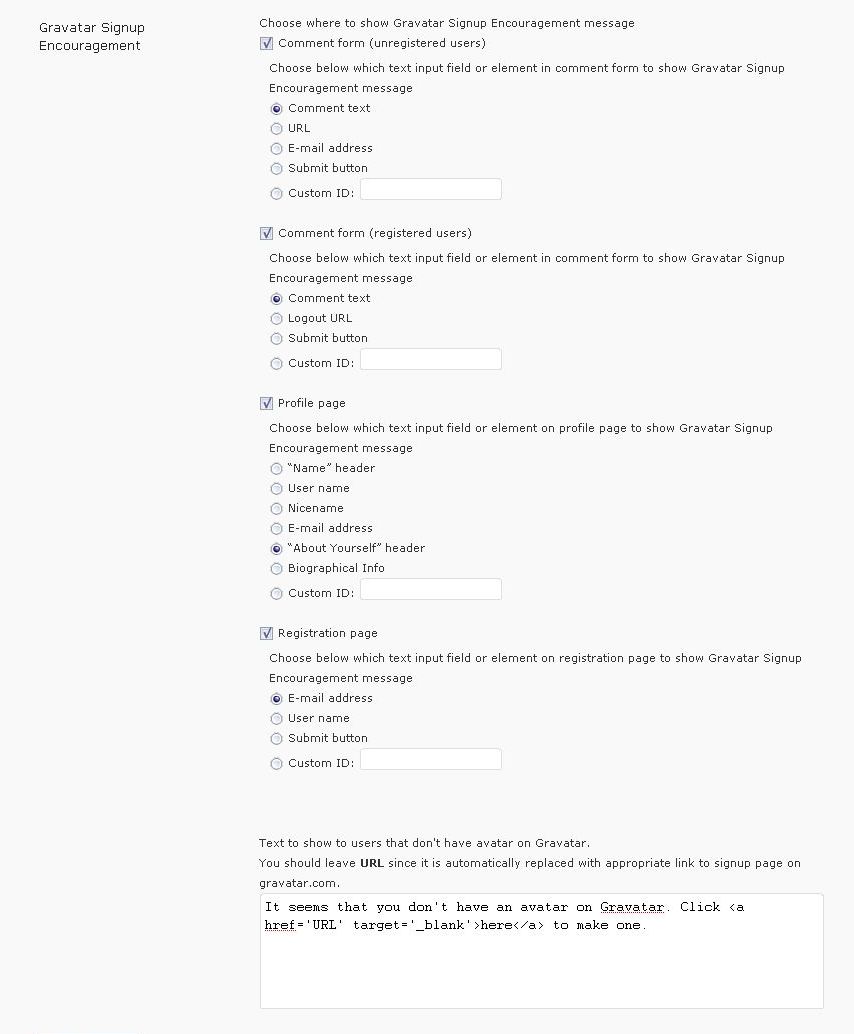 Gravatar Signup
Encouragement
Choose where to show Gravatar Signup Encouragement message
Comment form (unregistered users)
Choose below which text input field or element in comment form to show Gravatar Signup
Encouragement message
Comment text
URL
E-mail address
Submit button
Custom ID:
Comment form (registered users)
Choose below which text input field or element in comment form to show Gravatar Signup
Encouragement message
Comment text
Logout URL
Submit button
Custom ID:
Profile page
Choose below which text input field or element on profile page to show Gravatar Signup
Encouragement message
“Name” header
User name
Nicename
E-mail address
“About Yourself” header
Biographical Info
Custom ID:
Registration page
Choose below which text input field or element on registration page to show Gravatar Signup
Encouragement message
E-mail address
User name
Submit button
Custom ID:
Text to show to users that don't have avatar on Gravatar.
You should leave URL since it is automatically replaced with appropriate link to signup page on
gravatar.com.
It seems that you don't have an avatar on Gravatar. Click <a
href='URL' target='_blank'>here</a> to make one.